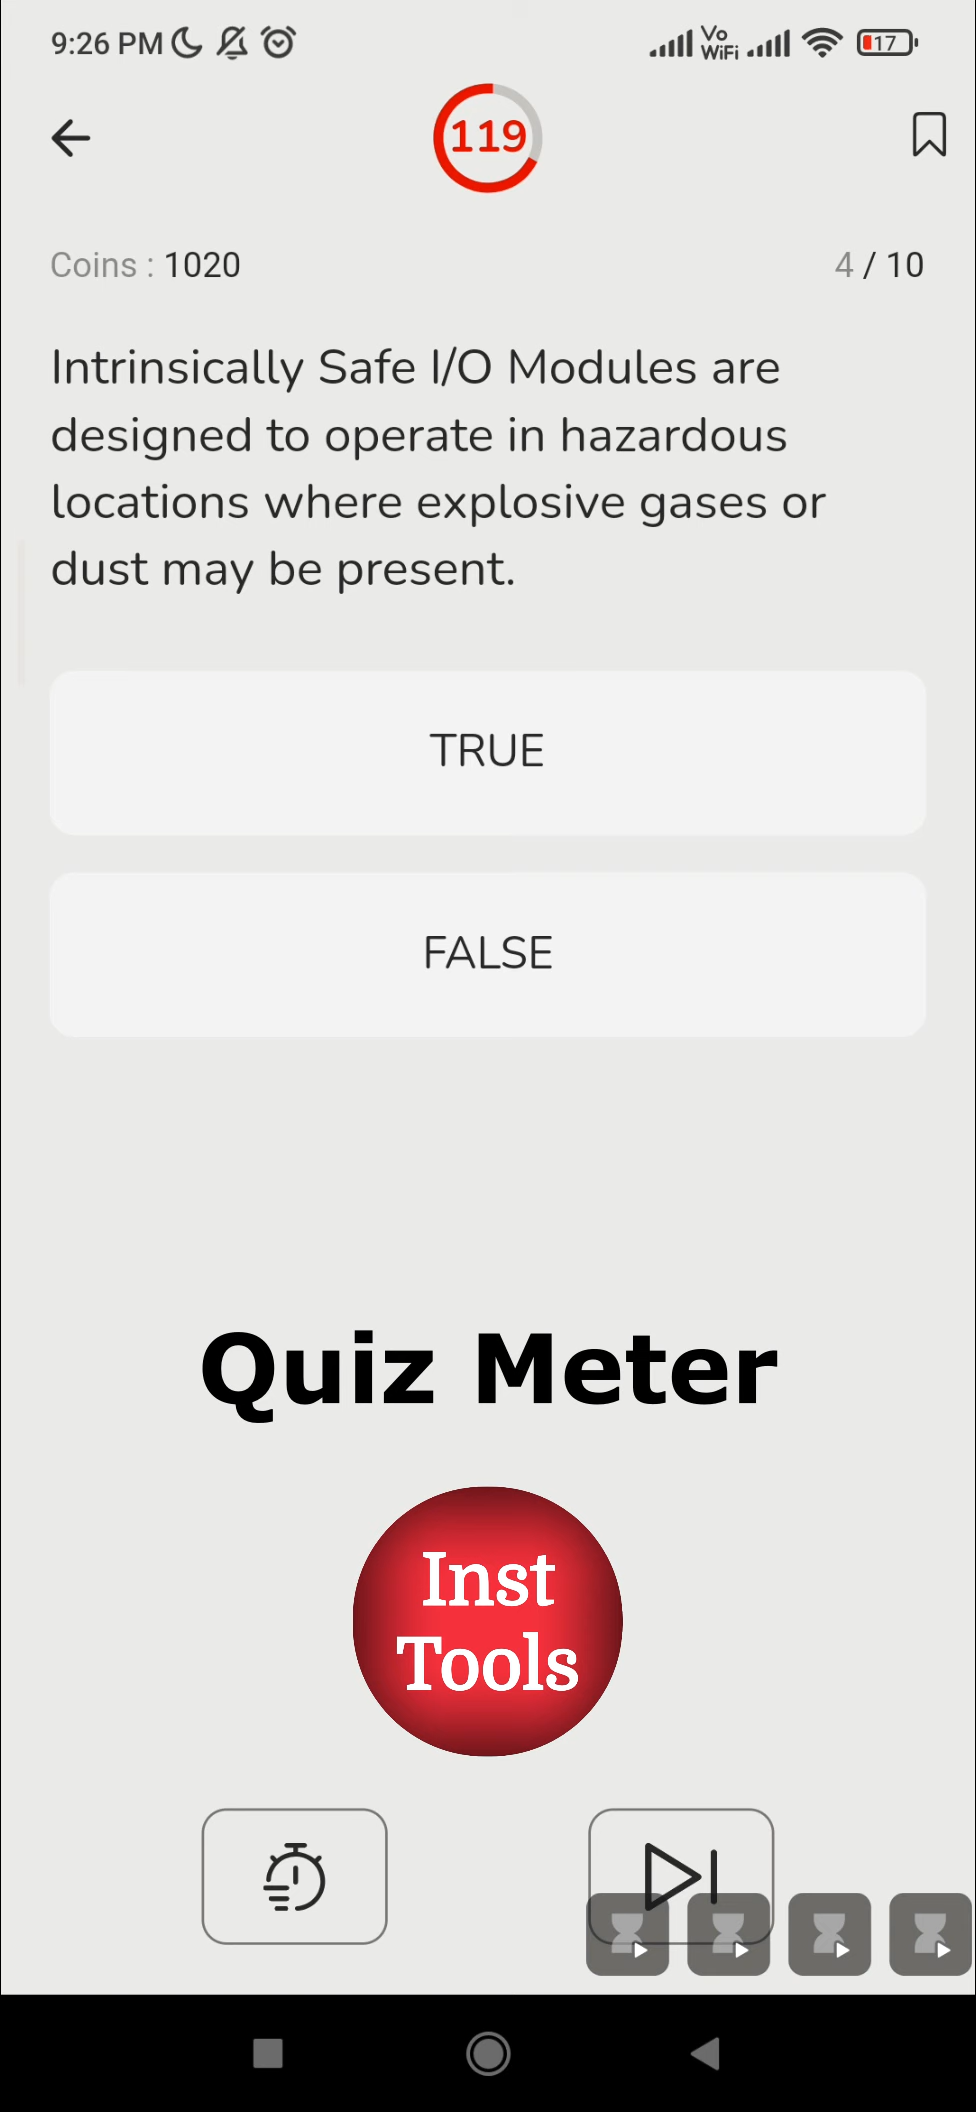 9:26 PM
Vo
WiFi
17
119
Coins : 1020
4 / 10
Intrinsically Safe I/O Modules are
designed to operate in hazardous
locations where explosive gases or
dust may be present.
TRUE
FALSE
Quiz Meter
Inst
Tools